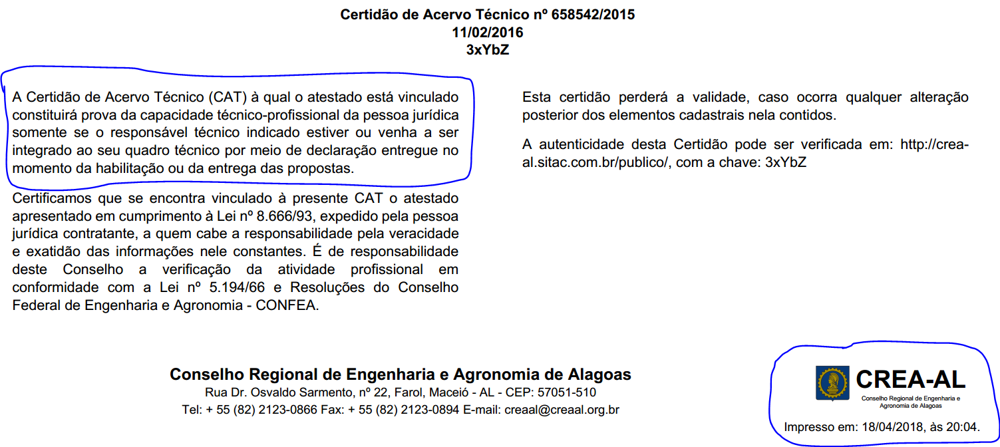 Certidão de Acervo Técnico nº 658542/2015
11/02/2016
3xYbZ
A Certidão de Acervo Técnico (CAT) à qual o atestado está vinculado
constituirá prova da capacidade técnico-profissional da pessoa jurídica
somente se o responsável técnico indicado estiver ou venha a ser
integrado ao seu quadro técnico por meio de declaração entregue no
momento da habilitação ou da entrega das propostas.
Certificamos que se encontra vinculado à presente CAT o atestado
apresentado em cumprimento à Lei nº 8.666/93, expedido pela pessoa
jurídica contratante, a quem cabe a responsabilidade pela veracidade
e exatidão das informações nele constantes. É de responsabilidade
deste Conselho a verificação da atividade profissional em
conformidade com a Lei nº 5.194/66 e Resoluções do Conselho
Federal de Engenharia e Agronomia - CONFEA.
Esta certidão perderá a validade, caso ocorra qualquer alteração
posterior dos elementos cadastrais nela contidos.
A autenticidade desta Certidão pode ser verificada em: http://crea-
al.sitac.com.br/publico/, com a chave: 3xYbZ
Conselho Regional de Engenharia e Agronomia de Alagoas
Rua Dr. Osvaldo Sarmento, nº 22, Farol, Maceió - AL - CEP: 57051-510
Tel: + 55 (82) 2123-0866 Fax: + 55 (82) 2123-0894 E-mail: creaal@creaal.org.br
CREA-AL
Conselho Regional de Engenharia e
Agronomia de Alagoas
Impresso em: 18/04/2018, às 20:04.